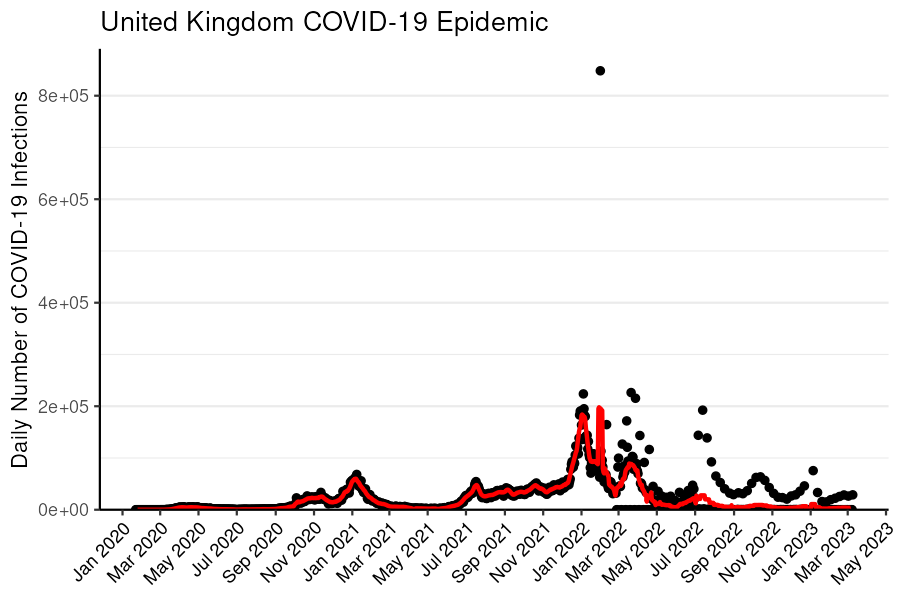 United Kingdom COVID-19 Epidemic
Daily Number of COVID-19 Infections
8e+05
6e+05
4e+05
2e+05
0e+00
Jan 2020
Mar 2020
May 2020
Jul 2020
Sep 2020
Nov 2020
Jan 2021
Mar 2021
May 2021
Jul 2021
Sep 2021
Nov 2021
Jan 2022
Mar 2022
May 2022
Jul 2022
Sep 2022
Nov 2022
Jan 2023
Mar 2023
May 2023